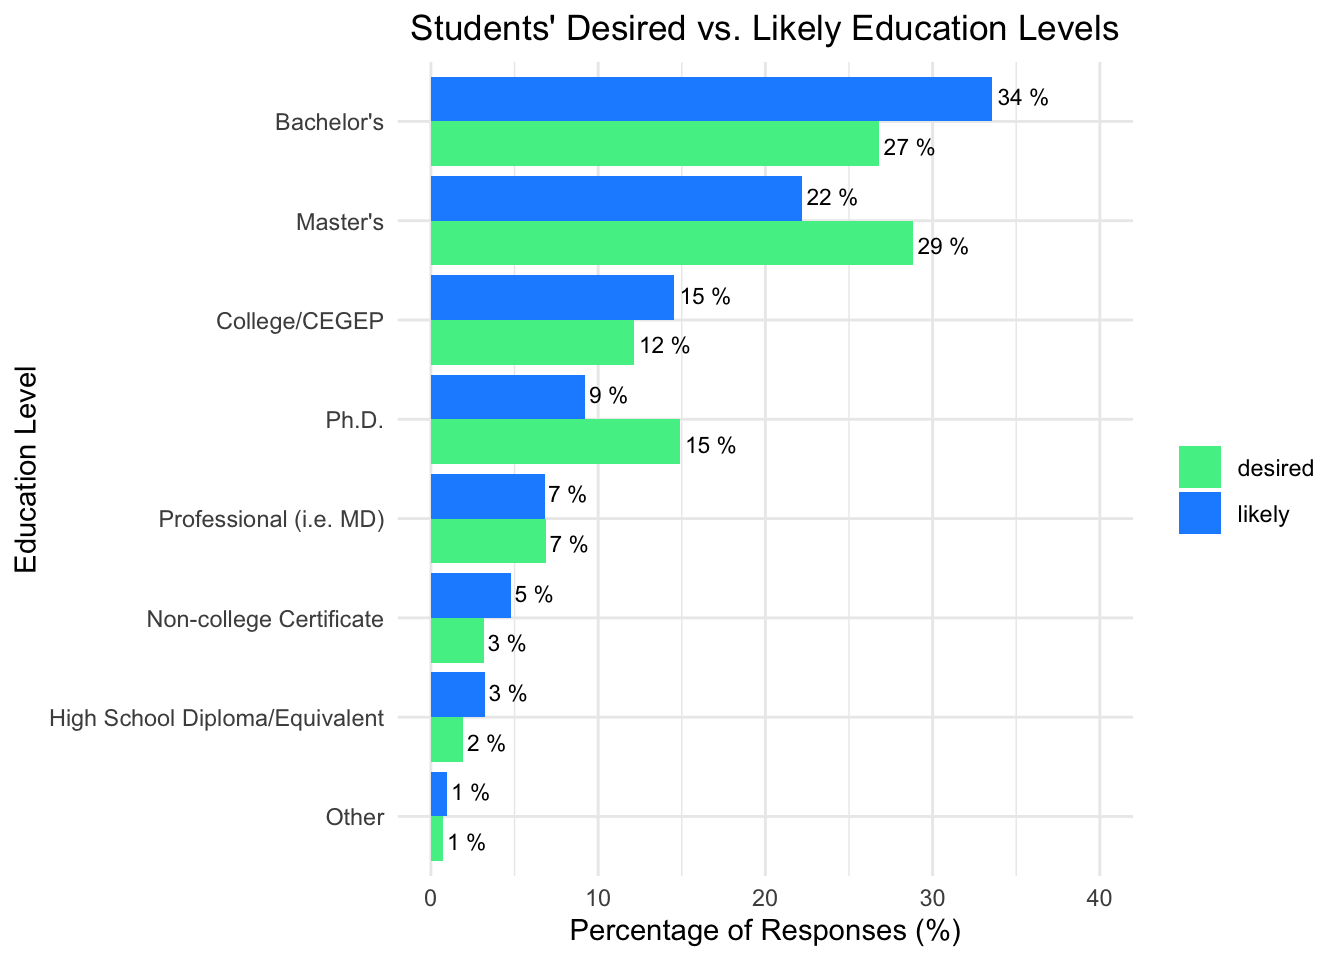 Students' Desired vs. Likely Education Levels
Education Level
Bachelor's
34 %
27 %
Master's
22 %
29 %
College/CEGEP
15 %
12 %
Ph.D.
9 %
15 %
Professional (i.e. MD)
7 %
7 %
Non-college Certificate
5 %
3 %
High School Diploma/Equivalent
3 %
2 %
Other
1 %
1 %
0 10 20 30 40
Percentage of Responses (%)
desired
likely